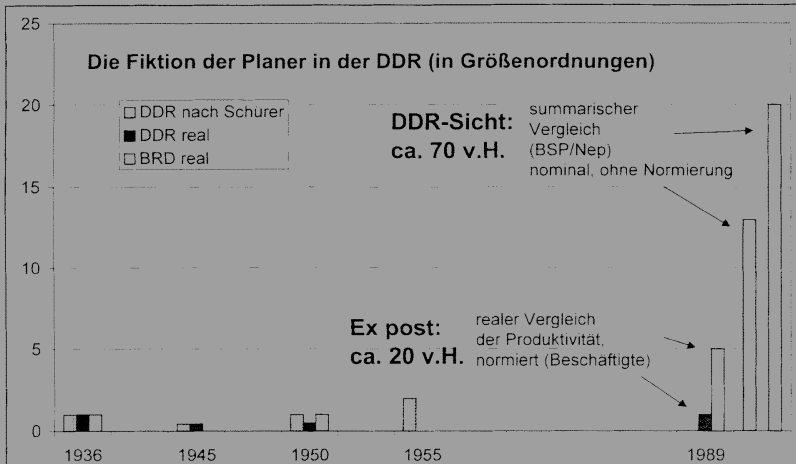 25
Die Fiktion der Planer in der DDR (in Größenordnungen)
20
DDR nach Schürer
DDR real
BRD real
DDR-Sicht:
ca. 70 v.H.
summarischer
Vergleich
(BSP/Nep)
nominal, ohne Normierung
15
10
Ex post:
ca. 20 v.H.
realer Vergleich
der Produktivität,
normiert (Beschäftigte)
5
0
1936 1945 1950 1955 1989